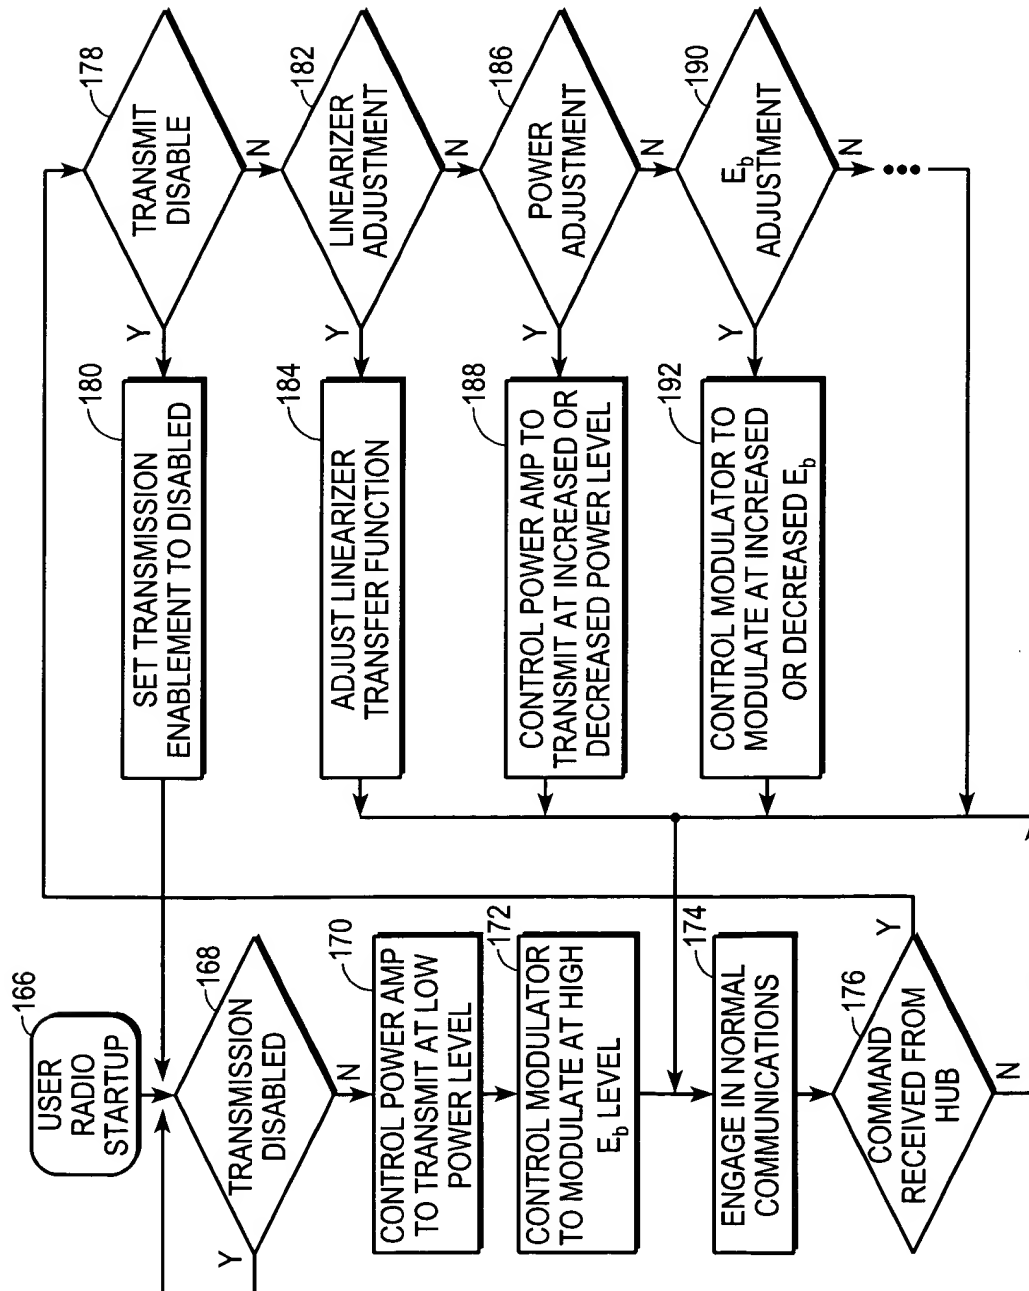 166
USER
RADIO
STARTUP
168
TRANSMISSION
DISABLED
Y
N
170
CONTROL POWER AMP
TO TRANSMIT AT LOW
POWER LEVEL
172
CONTROL MODULATOR
TO MODULATE AT HIGH
E_b LEVEL
174
ENGAGE IN NORMAL
COMMUNICATIONS
176
COMMAND
RECEIVED FROM
HUB
Y
N
178
TRANSMIT
DISABLE
Y
N
180
SET TRANSMISSION
ENABLEMENT TO DISABLED
182
LINEARIZER
ADJUSTMENT
Y
N
184
ADJUST LINEARIZER
TRANSFER FUNCTION
186
POWER
ADJUSTMENT
Y
N
188
CONTROL POWER AMP TO
TRANSMIT AT INCREASED OR
DECREASED POWER LEVEL
190
E_b
ADJUSTMENT
Y
N
192
CONTROL MODULATOR TO
MODULATE AT INCREASED
OR DECREASED E_b